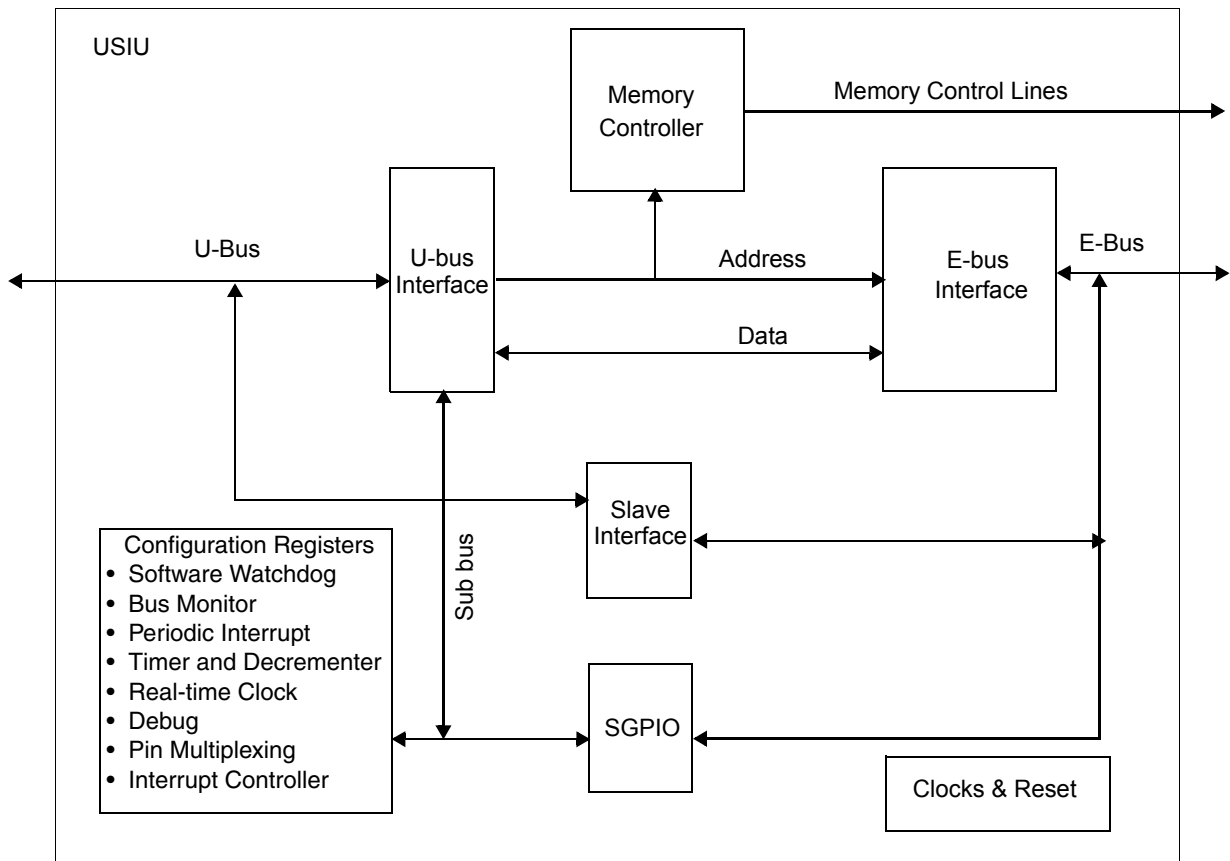 USIU
Memory
Controller
Memory Control Lines
U-Bus
U-bus
Interface
Address
E-bus
Interface
E-Bus
Data
Slave
Interface
Sub bus
Configuration Registers
• Software Watchdog
• Bus Monitor
• Periodic Interrupt
• Timer and Decrementer
• Real-time Clock
• Debug
• Pin Multiplexing
• Interrupt Controller
SGPIO
Clocks & Reset